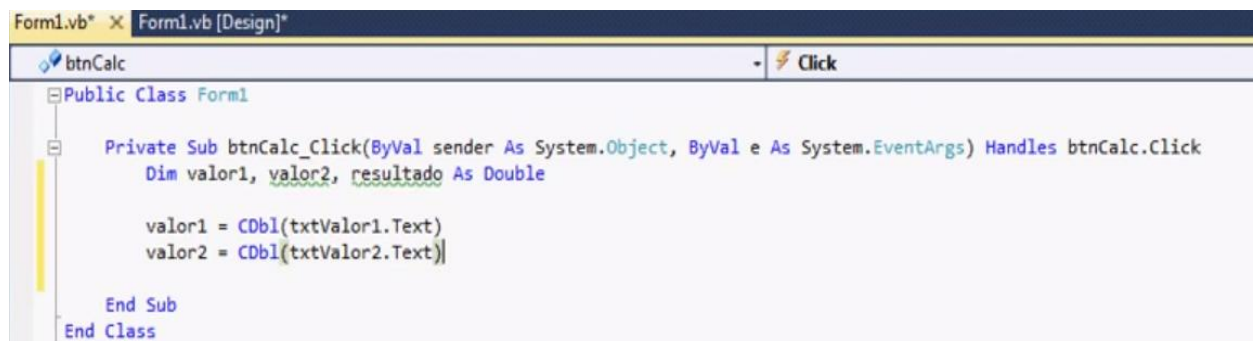 Form1.vb* × Form1.vb [Design]*
btnCalc Click
Public Class Form1
Private Sub btnCalc_Click(ByVal sender As System.Object, ByVal e As System.EventArgs) Handles btnCalc.Click
Dim valor1, valor2, resultado As Double
valor1 = CDbl(txtValor1.Text)
valor2 = CDbl(txtValor2.Text)
End Sub
End Class